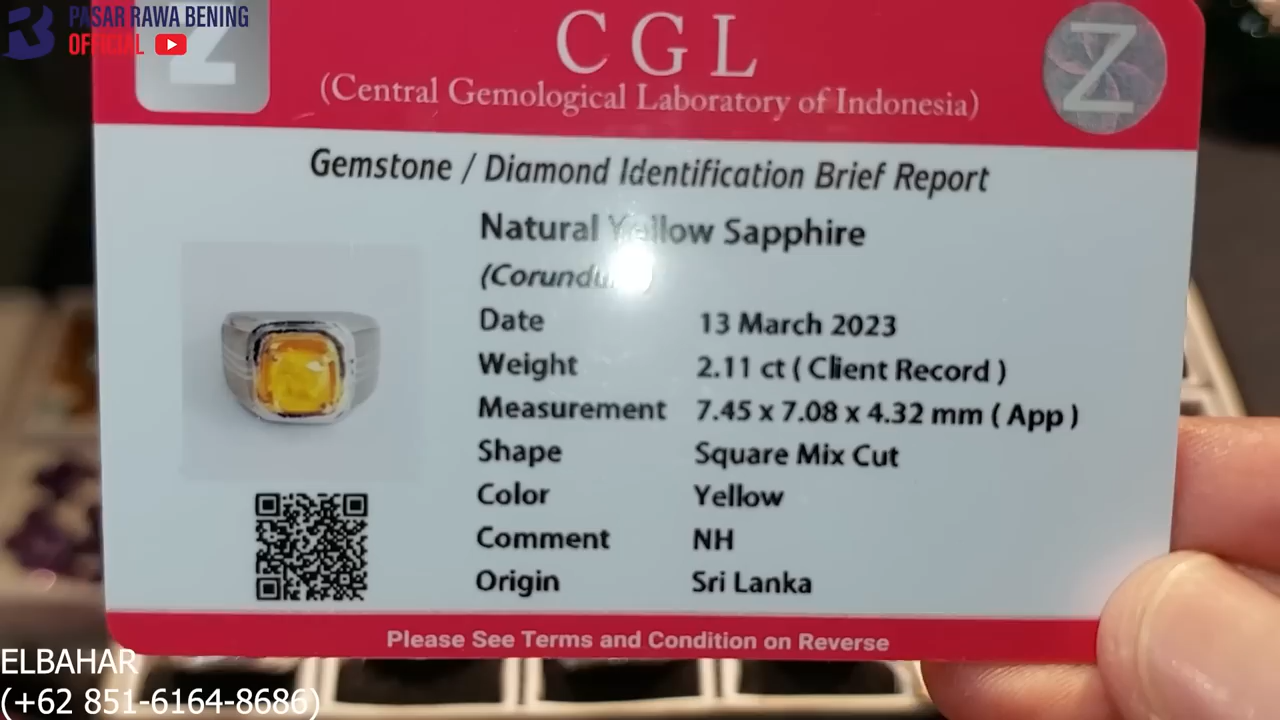 PASAR RAWA BENING
OFFICIAL
Z
CGL
(Central Gemological Laboratory of Indonesia)
Z
Gemstone / Diamond Identification Brief Report
Natural Yellow Sapphire
Date 13 March 2023
Weight 2.11 ct ( Client Record )
Measurement 7.45 x 7.08 x 4.32 mm ( App )
Shape Square Mix Cut
Color Yellow
Comment NH
Origin Sri Lanka
Please See Terms and Condition on Reverse
ELBAHAR
(+62 851-6164-8686)